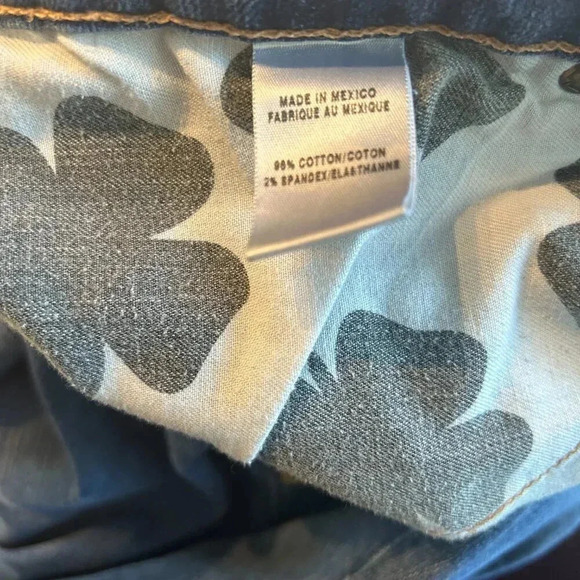 MADE IN MEXICO
FABRIQUE AU MEXIQUE
98% COTTON/COTON
2% SPANDEX/ELASTHANNE